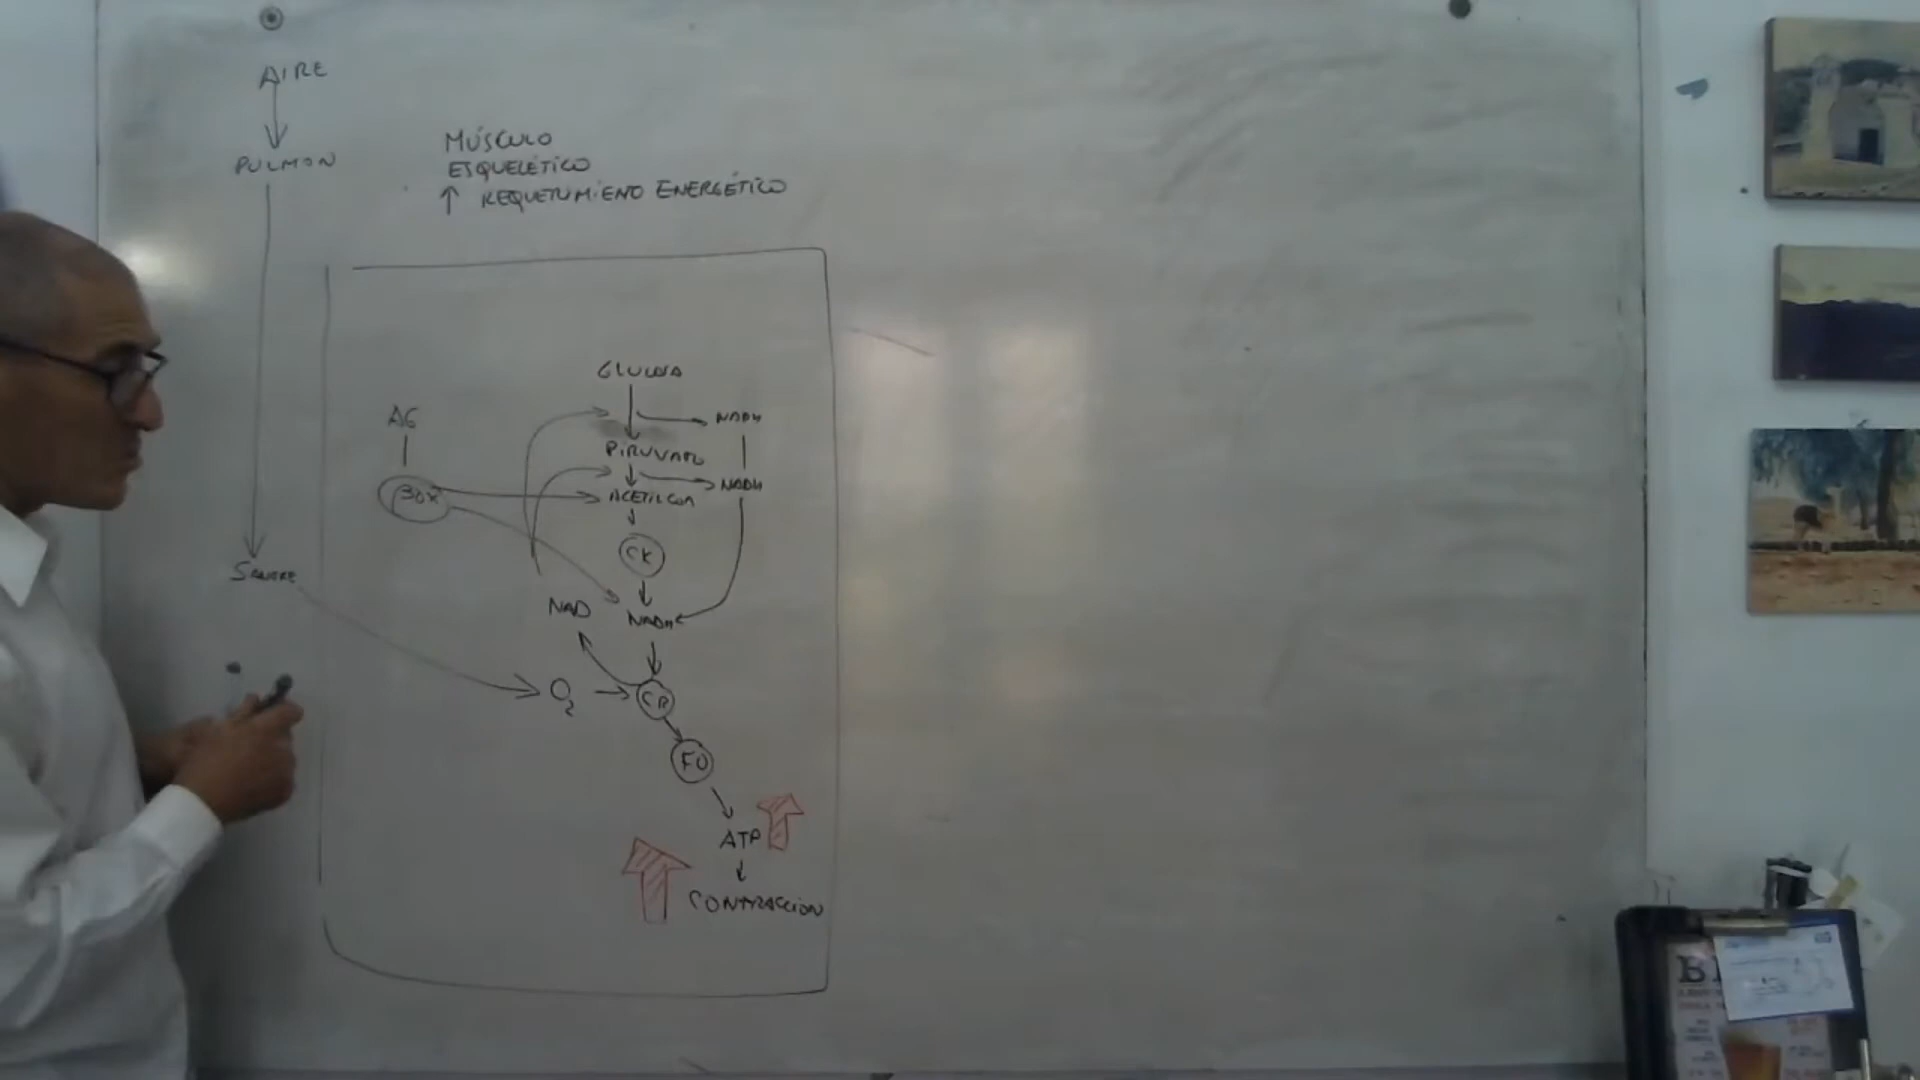 AIRE
PULMON
MÚSCULO
ESQUELÉTICO
↑ REQUERIMIENO ENERGÉTICO
GLUCOSA
AG
NADH
PIRUVATO
βOX
ACETILCOA
NADH
CK
SANGRE
NAD
NADH
O2
CR
FO
ATP
CONTRACCION